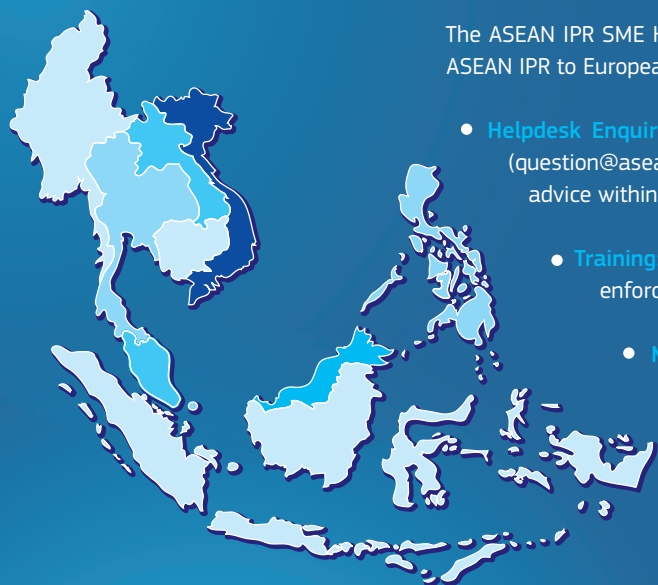 The ASEAN IPR SME H
ASEAN IPR to Europea
• Helpdesk Enquir
(question@asea
advice within
• Training
enforc
•